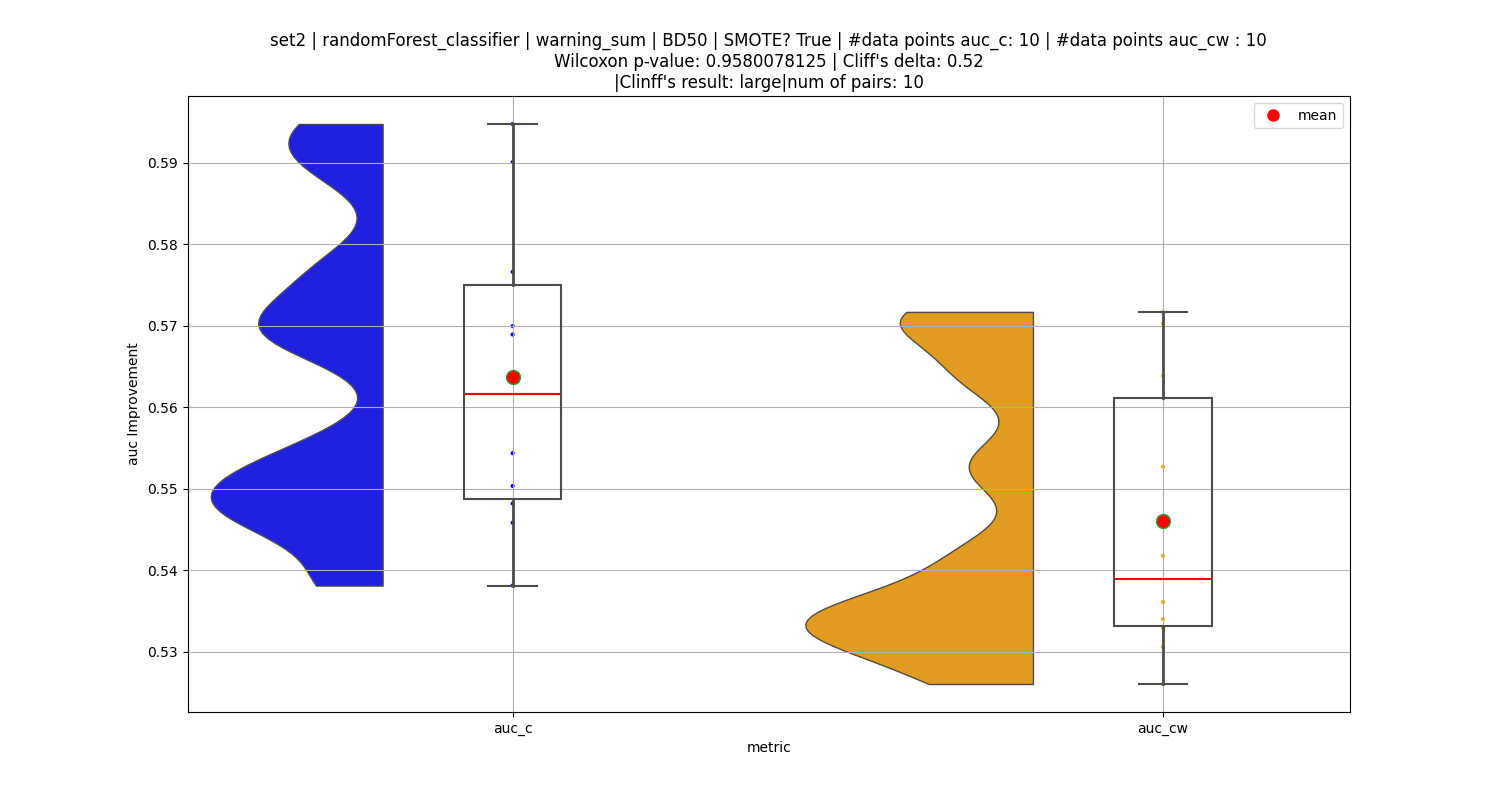 set2 | randomForest_classifier | warning_sum | BD50 | SMOTE? True | #data points auc_c: 10 | #data points auc_cw : 10
Wilcoxon p-value: 0.9580078125 | Cliff's delta: 0.52
|Clinff's result: large|num of pairs: 10
mean
0.59
0.58
0.57
0.56
0.55
0.54
0.53
auc Improvement
auc_c
auc_cw
metric